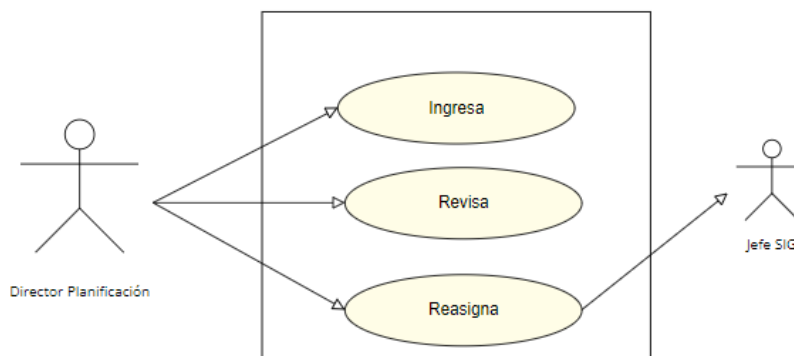 Ingresa
Revisa
Jefe SIG
Director Planificación
Reasigna